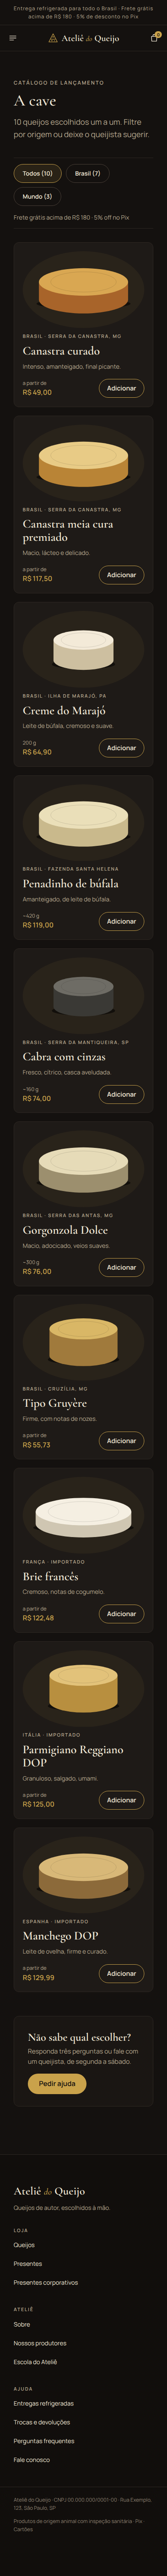 Entrega refrigerada para todo o Brasil · Frete grátis
acima de R$ 180 · 5% de desconto no Pix
Ateliê do Queijo
0
CATÁLOGO DE LANÇAMENTO
A cave
10 queijos escolhidos um a um. Filtre
por origem ou deixe o queijista sugerir.
Todos (10)
Brasil (7)
Mundo (3)
Frete grátis acima de R$ 180 · 5% off no Pix
BRASIL · SERRA DA CANASTRA, MG
Canastra curado
Intenso, amanteigado, final picante.
a partir de
R$ 49,00
Adicionar
BRASIL · SERRA DA CANASTRA, MG
Canastra meia cura
premiado
Macio, lácteo e delicado.
a partir de
R$ 117,50
Adicionar
BRASIL · ILHA DE MARAJÓ, PA
Creme do Marajó
Leite de búfala, cremoso e suave.
200 g
R$ 64,90
Adicionar
BRASIL · FAZENDA SANTA HELENA
Penadinho de búfala
Amanteigado, de leite de búfala.
~420 g
R$ 119,00
Adicionar
BRASIL · SERRA DA MANTIQUEIRA, SP
Cabra com cinzas
Fresco, cítrico, casca aveludada.
~160 g
R$ 74,00
Adicionar
BRASIL · SERRA DAS ANTAS, MG
Gorgonzola Dolce
Macio, adocicado, veios suaves.
~300 g
R$ 76,00
Adicionar
BRASIL · CRUZÍLIA, MG
Tipo Gruyère
Firme, com notas de nozes.
a partir de
R$ 55,73
Adicionar
FRANÇA · IMPORTADO
Brie francês
Cremoso, notas de cogumelo.
a partir de
R$ 122,48
Adicionar
ITÁLIA · IMPORTADO
Parmigiano Reggiano
DOP
Granuloso, salgado, umami.
a partir de
R$ 125,00
Adicionar
ESPANHA · IMPORTADO
Manchego DOP
Leite de ovelha, firme e curado.
a partir de
R$ 129,99
Adicionar
Não sabe qual escolher?
Responda três perguntas ou fale com
um queijista, de segunda a sábado.
Pedir ajuda
Ateliê do Queijo
Queijos de autor, escolhidos à mão.
LOJA
Queijos
Presentes
Presentes corporativos
ATELIÊ
Sobre
Nossos produtores
Escola do Ateliê
AJUDA
Entregas refrigeradas
Trocas e devoluções
Perguntas frequentes
Fale conosco
Ateliê do Queijo · CNPJ 00.000.000/0001-00 · Rua Exemplo,
123, São Paulo, SP
Produtos de origem animal com inspeção sanitária · Pix ·
Cartões